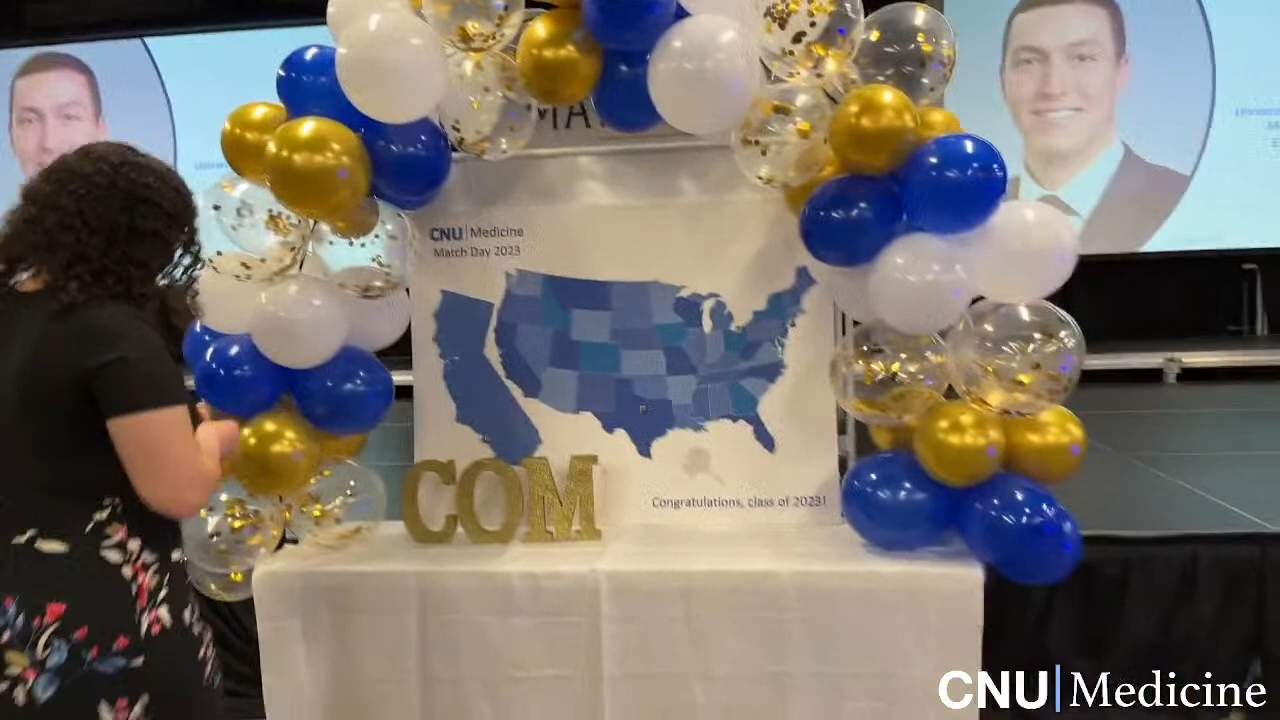 CNU | Medicine
Match Day 2023
COM
Congratulations, class of 2023!
CNU | Medicine